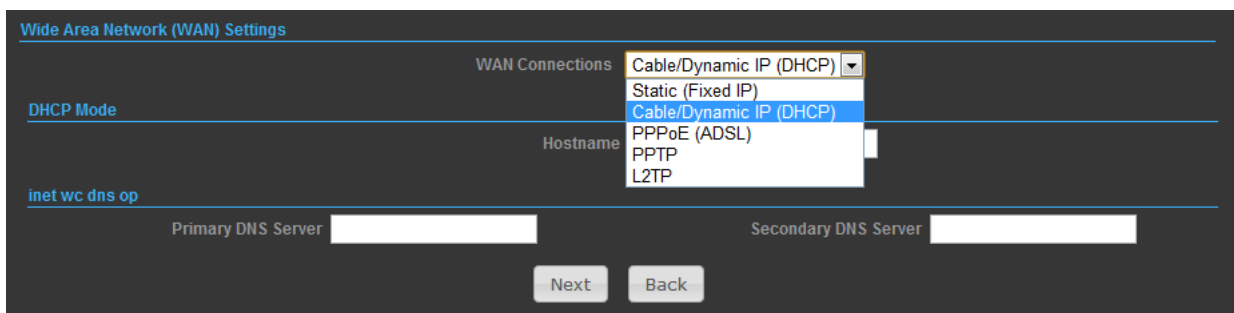 Wide Area Network (WAN) Settings
WAN Connections Cable/Dynamic IP (DHCP)
Static (Fixed IP)
DHCP Mode Cable/Dynamic IP (DHCP)
PPPoE (ADSL)
Hostname
PPTP
L2TP
inet wc dns op
Primary DNS Server Secondary DNS Server
Next Back